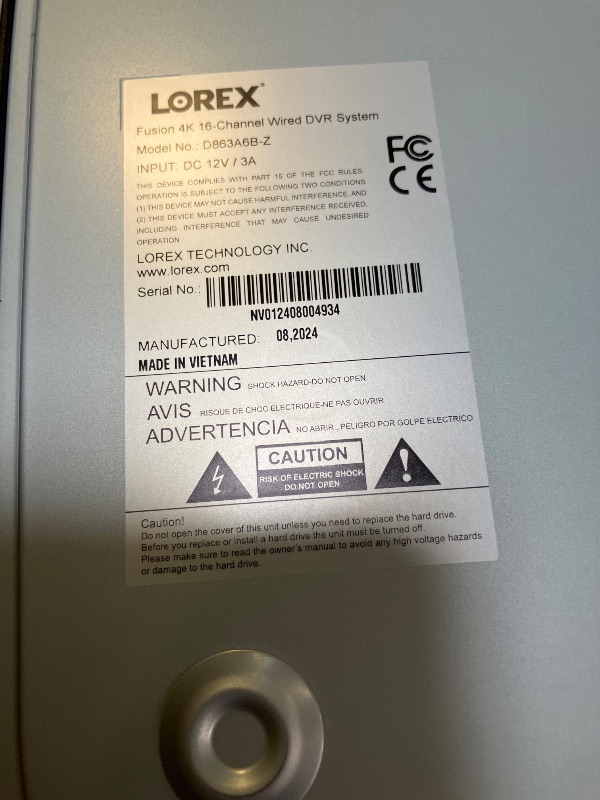 LOREX
Fusion 4K 16-Channel Wired DVR System
Model No.: D863A6B-Z
INPUT: DC 12V / 3A
THIS DEVICE COMPLIES WITH PART 15 OF THE FCC RULES
OPERATION IS SUBJECT TO THE FOLLOWING TWO CONDITIONS
(1) THIS DEVICE MAY NOT CAUSE HARMFUL INTERFERENCE, AND
(2) THIS DEVICE MUST ACCEPT ANY INTERFERENCE RECEIVED,
INCLUDING INTERFERENCE THAT MAY CAUSE UNDESIRED
OPERATION
FC
CE
LOREX TECHNOLOGY INC.
www.lorex.com
Serial No.:
NV012408004934
MANUFACTURED: 08,2024
MADE IN VIETNAM
WARNING SHOCK HAZARD-DO NOT OPEN
AVIS RISQUE DE CHOC ELECTRIQUE-NE PAS OUVRIR
ADVERTENCIA NO ABRIR , PELIGRO POR GOLPE ELECTRICO
CAUTION
RISK OF ELECTRIC SHOCK
DO NOT OPEN
Caution!
Do not open the cover of this unit unless you need to replace the hard drive.
Before you replace or install a hard drive the unit must be turned off.
Please make sure to read the owner's manual to avoid any high voltage hazards
or damage to the hard drive.